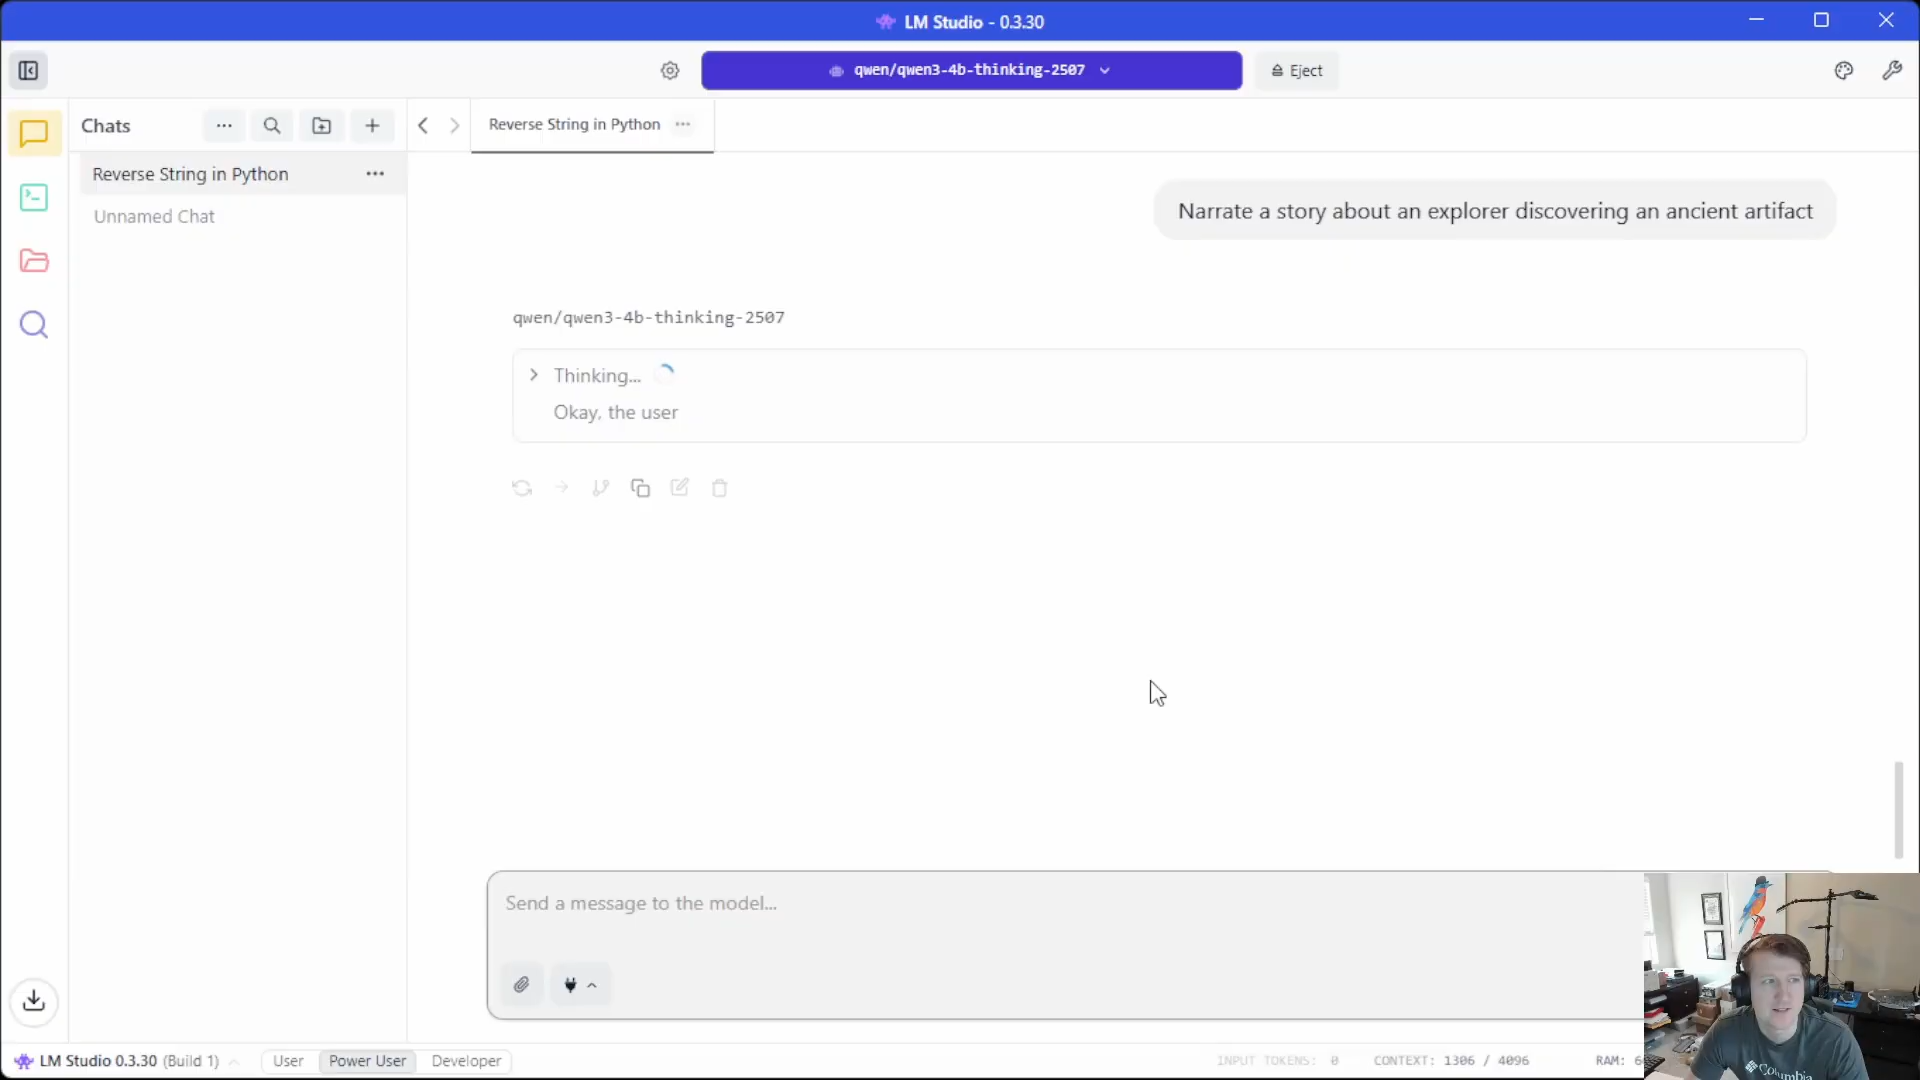 LM Studio - 0.3.30
qwen/qwen3-4b-thinking-2507
Eject
Chats
Reverse String in Python
Reverse String in Python
Unnamed Chat
Narrate a story about an explorer discovering an ancient artifact
qwen/qwen3-4b-thinking-2507
Thinking...
Okay, the user
Send a message to the model...
LM Studio 0.3.30 (Build 1)
User
Power User
Developer
INPUT TOKENS: 0
CONTEXT: 1306 / 4096
RAM: 6
Columbia